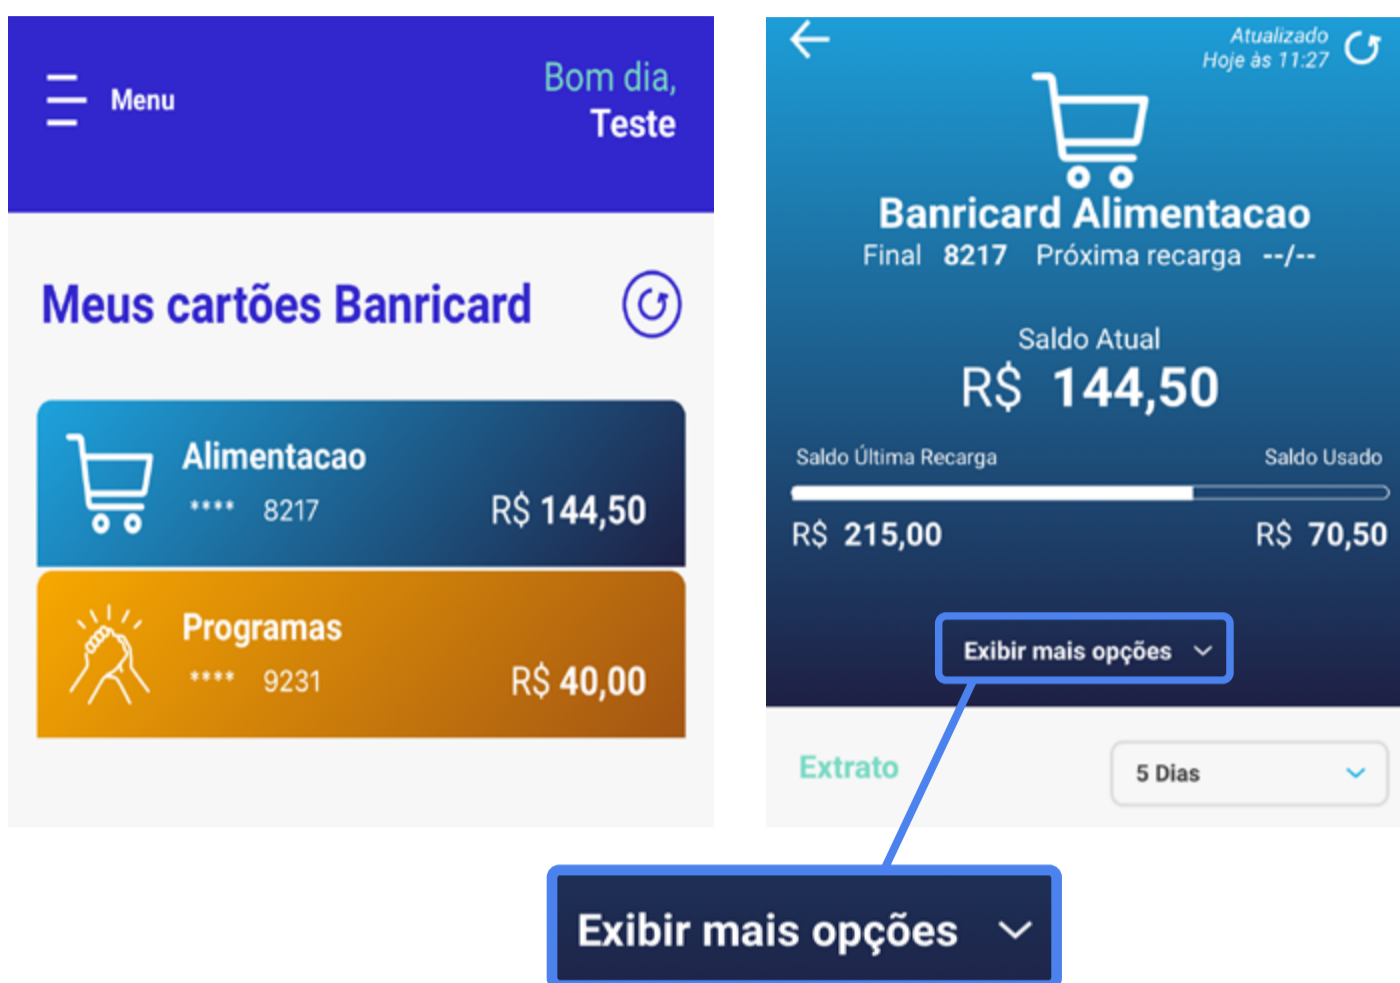 Menu
Bom dia,
Teste
Meus cartões Banricard
Alimentacao
**** 8217
R$ 144,50
Programas
**** 9231
R$ 40,00
Atualizado
Hoje às 11:27
Banricard Alimentacao
Final 8217 Próxima recarga --/--
Saldo Atual
R$ 144,50
Saldo Última Recarga
Saldo Usado
R$ 215,00
R$ 70,50
Exibir mais opções
Extrato
5 Dias
Exibir mais opções